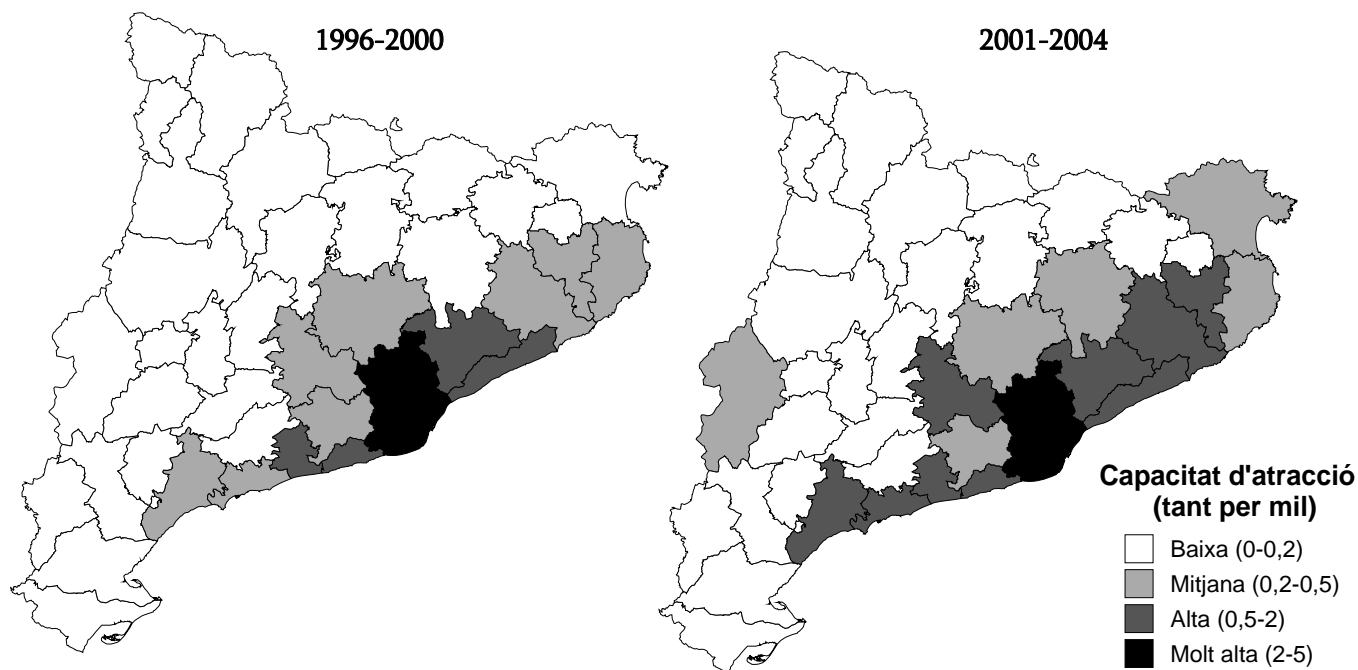 1996-2000
2001-2004
Capacitat d'atracció
(tant per mil)
Baixa (0-0,2)
Mitjana (0,2-0,5)
Alta (0,5-2)
Molt alta (2-5)